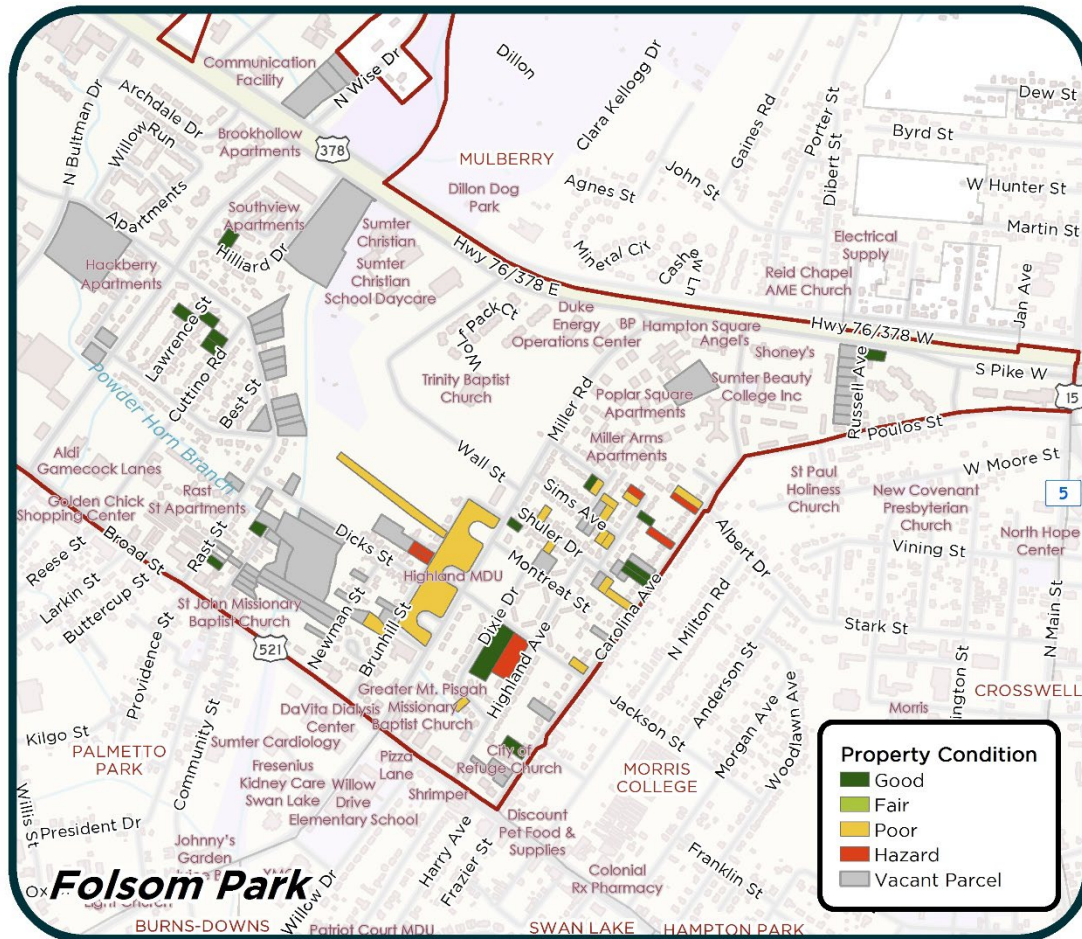 Communication
Facility
N Wise Dr
Dillon
Clara Kellogg Dr
Dew St
N Bultman Dr
Archdale Dr
Willow Run
Brookhollow
Apartments
378
MULBERRY
Gaines Rd
Porter St
Dibert St
Byrd St
Apartments
Southview
Apartments
Hilliard Dr
Dillon Dog
Park
Agnes St
John St
W Hunter St
Martin St
Sumter
Christian
Sumter
Christian
School Daycare
Hwy 76/378 E
Mineral Cir
Cash
ew Ln
Electrical
Supply
Reid Chapel
AME Church
Jan Ave
Hackberry
Apartments
Lawrence St
Cuttino Rd
Best St
Wolf Pack Ct
Duke
Energy
Operations Center
BP
Hampton Square
Angel's
Shoney's
Hwy 76/378 W
S Pike W
15
Powder Horn Branch
Trinity Baptist
Church
Miller Rd
Poplar Square
Apartments
Sumter Beauty
College Inc
Russell Ave
Poulos St
Miller Arms
Apartments
Wall St
Aldi
Gamecock Lanes
Golden Chick
Shopping Center
Rast
St Apartments
Sims Ave
Shuler Dr
St Paul
Holiness
Church
W Moore St
New Covenant
Presbyterian
Church
5
Broad St
Rast St
Dicks St
Highland MDU
Montreat St
Albert Dr
Vining St
North Hope
Center
Reese St
Larkin St
Buttercup St
St John Missionary
Baptist Church
Newman St
Brunhill St
Dixie Dr
Highland Ave
Carolina Ave
N Milton Rd
Stark St
N Main St
521
Providence St
Community St
Greater Mt. Pisgah
Missionary
Baptist Church
DaVita Dialysis
Center
Sumter Cardiology
Jackson St
Anderson St
Morgan Ave
Woodlawn Ave
Morris
ington St
CROSSWELL
Kilgo St
PALMETTO
PARK
Fresenius
Kidney Care
Swan Lake
Willow
Drive
Elementary School
Pizza
Lane
Shrimper
City of
Refuge Church
MORRIS
COLLEGE
Willis St
President Dr
Johnny's
Garden
Harry Ave
Frazier St
Discount
Pet Food &
Supplies
Colonial
Rx Pharmacy
Franklin St
Property Condition
Good
Fair
Poor
Hazard
Vacant Parcel
Folsom Park
Willow Dr
BURNS-DOWNS
Patriot Court MDU
SWAN LAKE
HAMPTON PARK